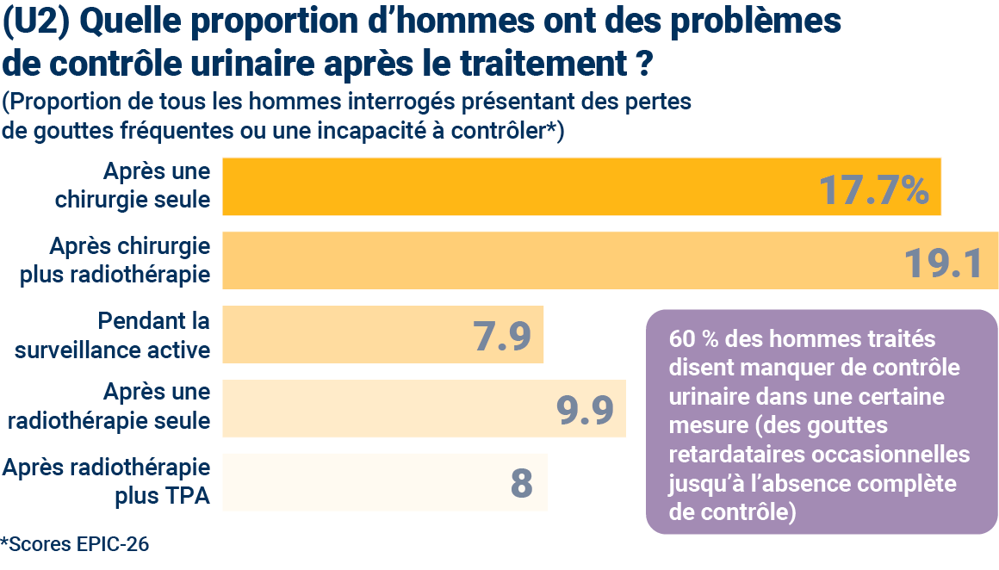 (U2) Quelle proportion d’hommes ont des problèmes
de contrôle urinaire après le traitement ?
(Proportion de tous les hommes interrogés présentant des pertes
de gouttes fréquentes ou une incapacité à contrôler*)
Après une
chirurgie seule
17.7%
Après chirurgie
plus radiothérapie
19.1
Pendant la
surveillance active
7.9
Après une
radiothérapie seule
9.9
Après radiothérapie
plus TPA
8
60 % des hommes traités
disent manquer de contrôle
urinaire dans une certaine
mesure (des gouttes
retardataires occasionnelles
jusqu’à l’absence complète
de contrôle)
*Scores EPIC-26